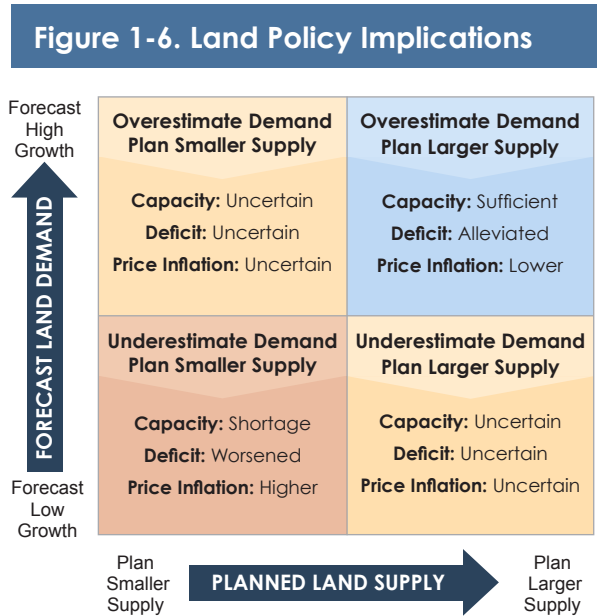 Figure 1-6. Land Policy Implications
Forecast
High
Growth
FORECAST LAND DEMAND
Forecast
Low
Growth
Overestimate Demand
Plan Smaller Supply
Capacity: Uncertain
Deficit: Uncertain
Price Inflation: Uncertain
Overestimate Demand
Plan Larger Supply
Capacity: Sufficient
Deficit: Alleviated
Price Inflation: Lower
Underestimate Demand
Plan Smaller Supply
Capacity: Shortage
Deficit: Worsened
Price Inflation: Higher
Underestimate Demand
Plan Larger Supply
Capacity: Uncertain
Deficit: Uncertain
Price Inflation: Uncertain
Plan
Smaller
Supply
PLANNED LAND SUPPLY
Plan
Larger
Supply